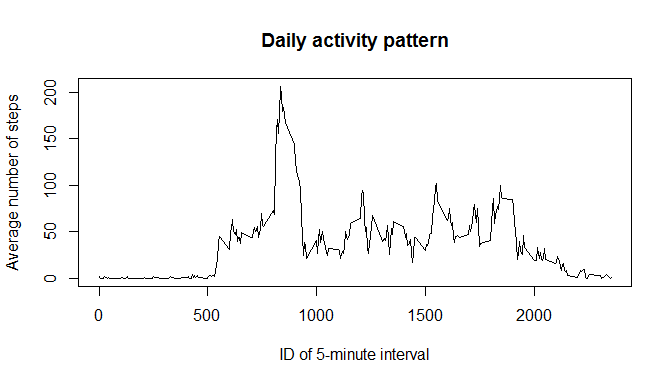 Daily activity pattern
Average number of steps
200
150
100
50
0
0 500 1000 1500 2000
ID of 5-minute interval